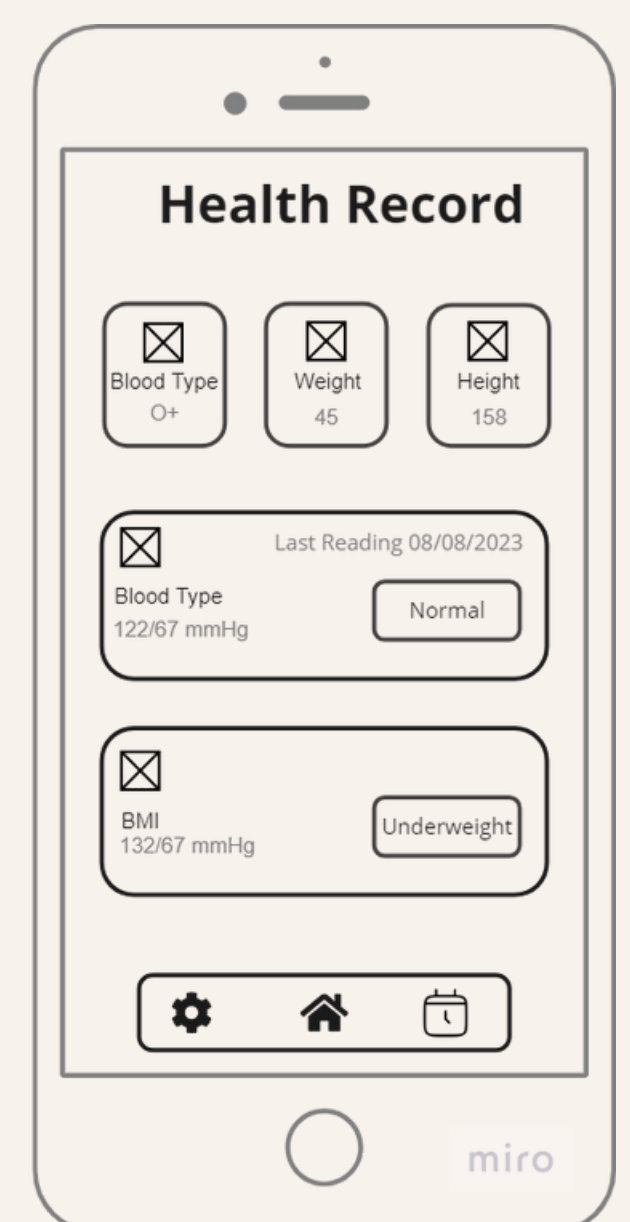 Health Record
Blood Type
O+
Weight
45
Height
158
Last Reading 08/08/2023
Blood Type
122/67 mmHg
Normal
BMI
132/67 mmHg
Underweight
miro